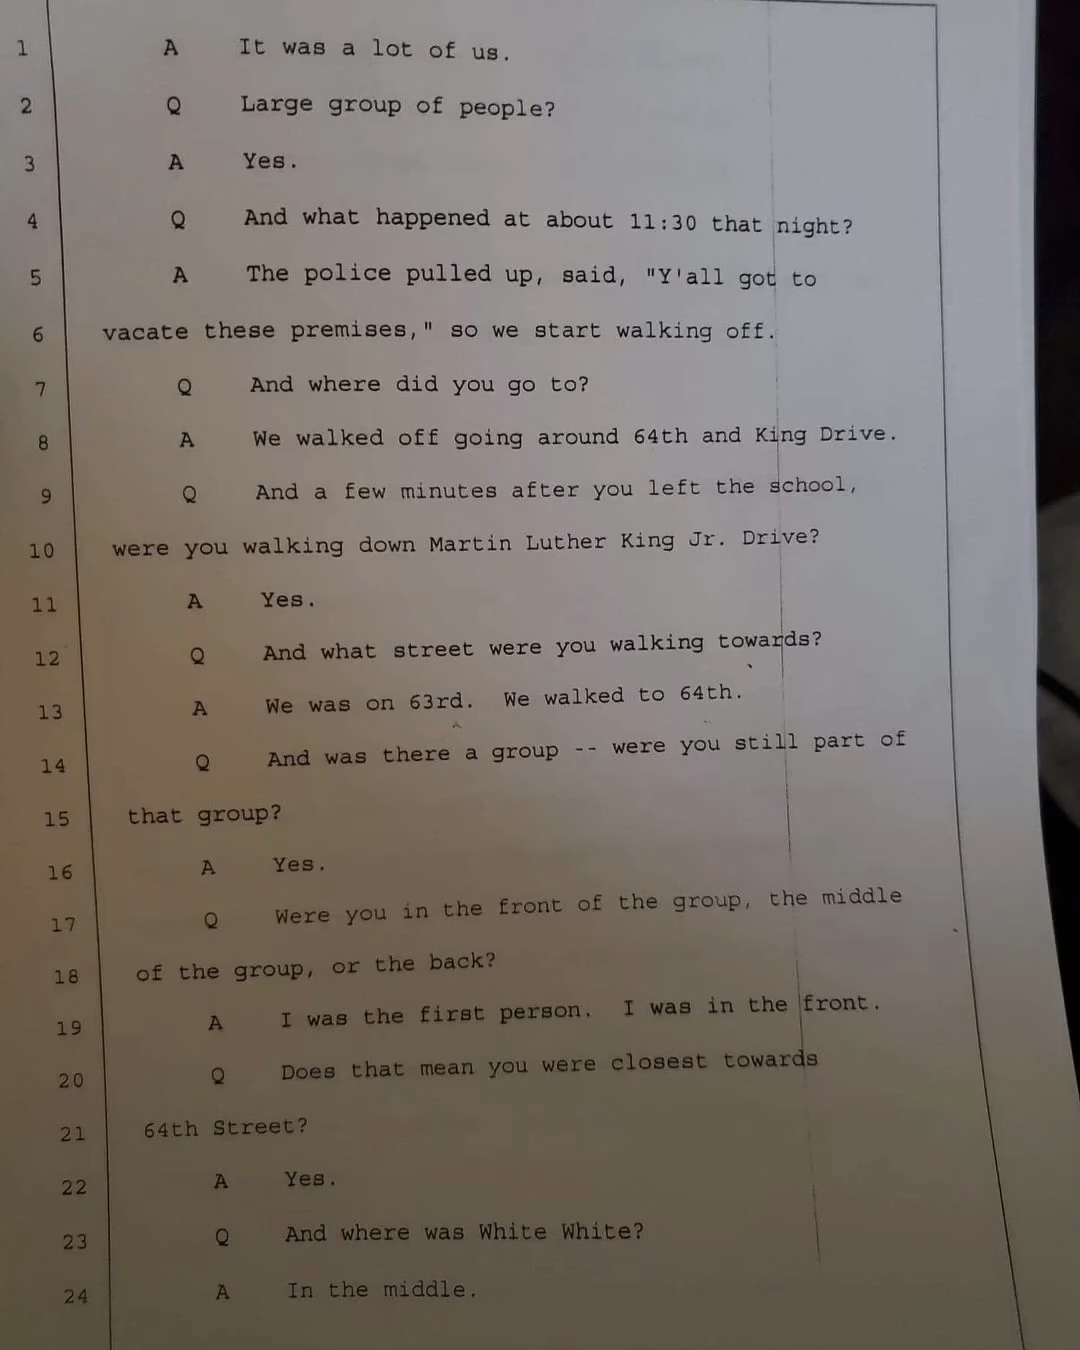 1 A It was a lot of us.
2 Q Large group of people?
3 A Yes.
4 Q And what happened at about 11:30 that night?
5 A The police pulled up, said, "Y'all got to
6 vacate these premises," so we start walking off.
7 Q And where did you go to?
8 A We walked off going around 64th and King Drive.
9 Q And a few minutes after you left the school,
10 were you walking down Martin Luther King Jr. Drive?
11 A Yes.
12 Q And what street were you walking towards?
13 A We was on 63rd. We walked to 64th.
14 Q And was there a group -- were you still part of
15 that group?
16 A Yes.
17 Q Were you in the front of the group, the middle
18 of the group, or the back?
19 A I was the first person. I was in the front.
20 Q Does that mean you were closest towards
21 64th Street?
22 A Yes.
23 Q And where was White White?
24 A In the middle.